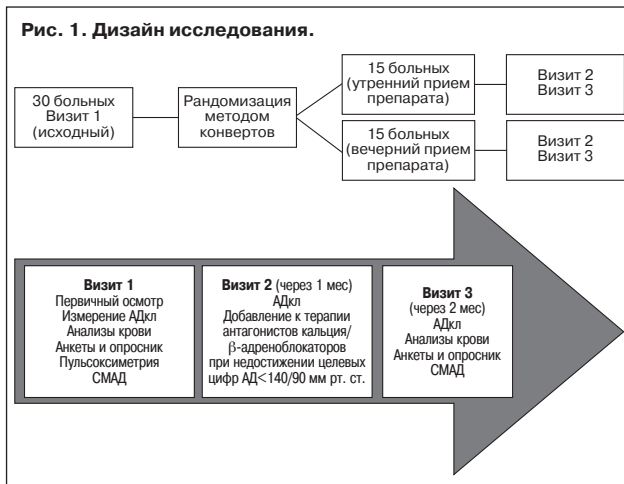 Рис. 1. Дизайн исследования.
30 больных
Визит 1
(исходный)
Рандомизация
методом
конвертов
15 больных
(утренний прием
препарата)
Визит 2
Визит 3
15 больных
(вечерний прием
препарата)
Визит 2
Визит 3
Визит 1
Первичный осмотр
Измерение АДкл
Анализы крови
Анкеты и опросник
Пульсоксиметрия
СМАД
Визит 2 (через 1 мес)
АДкл
Добавление к терапии
антагонистов кальция/
β-адреноблокаторов
при недостижении целевых
цифр АД<140/90 мм рт. ст.
Визит 3
(через 2 мес)
АДкл
Анализы крови
Анкеты и опросник
СМАД